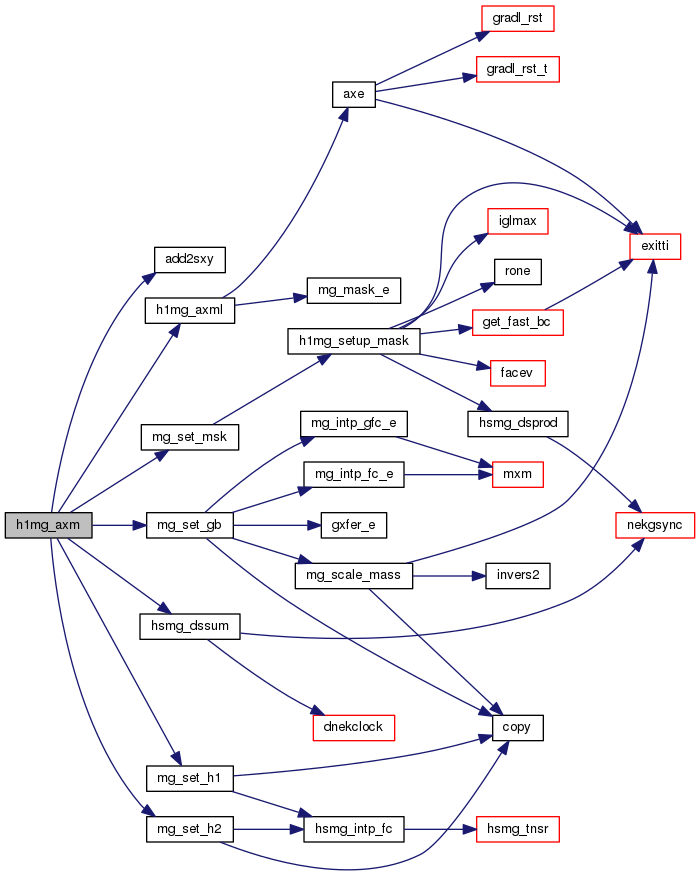 gradl_rst
gradl_rst_t
axe
iglmax
exitti
add2sxy
rone
mg_mask_e
h1mg_axml
get_fast_bc
h1mg_setup_mask
facev
hsmg_dsprod
mg_intp_gfc_e
mg_set_msk
mg_intp_fc_e
mxm
h1mg_axm
mg_set_gb
gxfer_e
nekgsync
mg_scale_mass
invers2
hsmg_dssum
dnekclock
copy
mg_set_h1
mg_set_h2
hsmg_intp_fc
hsmg_tnsr